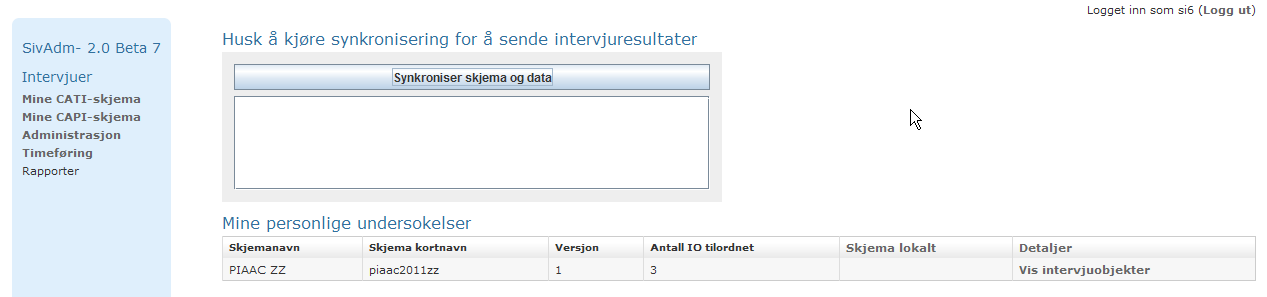 Logget inn som si6 (Logg ut)
SivAdm- 2.0 Beta 7
Intervjuer
Mine CATI-skjema
Mine CAPI-skjema
Administrasjon
Timeføring
Rapporter
Husk å kjøre synkronisering for å sende intervjuresultater
Synkroniser skjema og data
Mine personlige undersokelser
Skjemanavn Skjema kortnavn Versjon Antall IO tilordnet Skjema lokalt Detaljer
PIAAC ZZ piaac2011zz 1 3 Vis intervjuobjekter